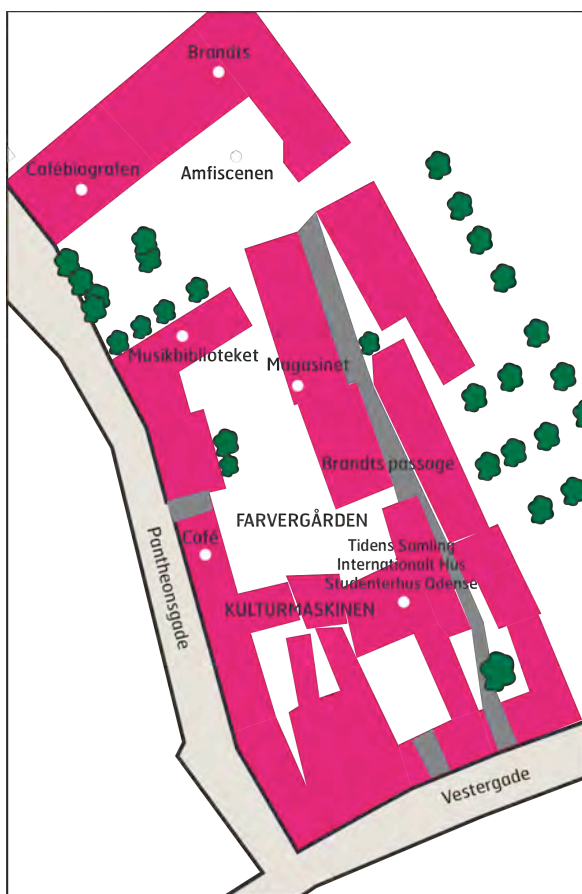 Brandts
Cafébiografen
Amfiscenen
Musikbiblioteket
Magasinet
Brandts passage
FARVERGÅRDEN
Café
Tidens Samling
Internationalt Hus
Studenterhus Odense
KULTURMASKINEN
Pantheonsgade
Vestergade